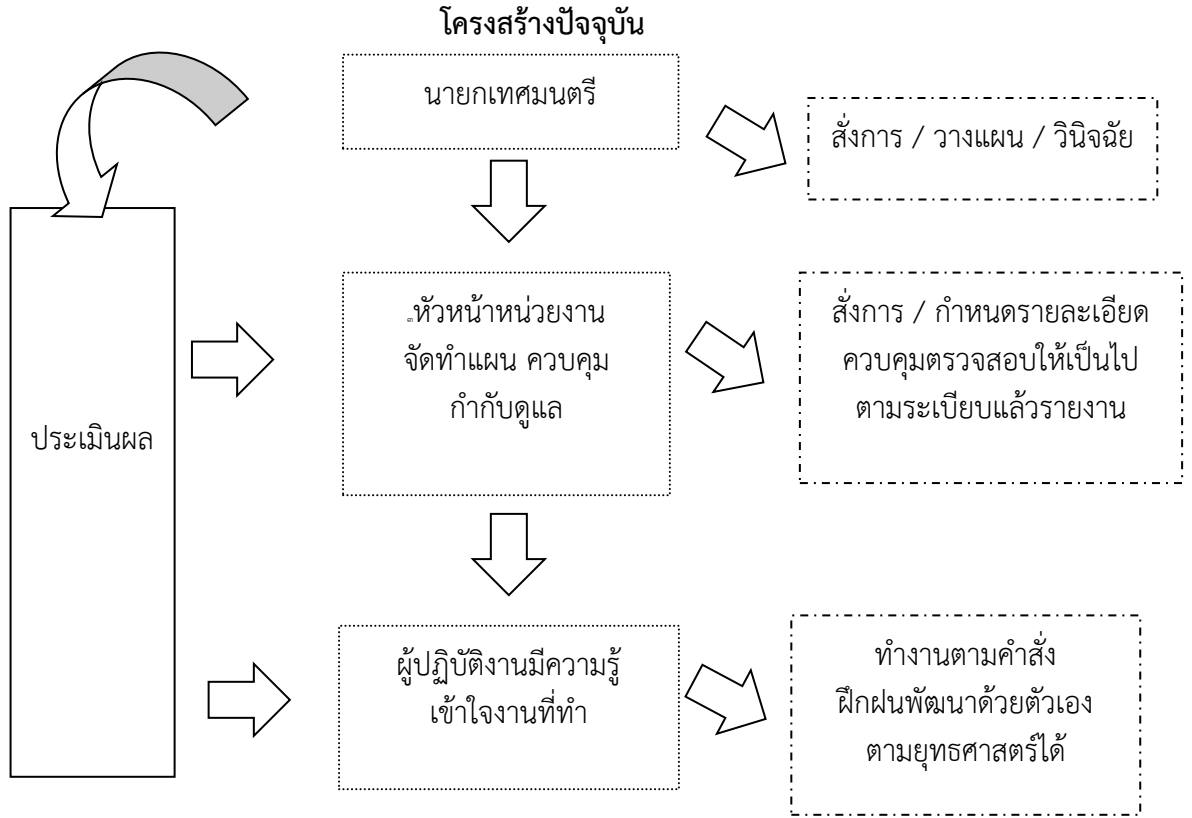 โครงสร้างปัจจุบัน
นายกเทศมนตรี
สั่งการ / วางแผน / วินิจฉัย
หัวหน้าหน่วยงาน
จัดทำแผน ควบคุม
กำกับดูแล
สั่งการ / กำหนดรายละเอียด
ควบคุมตรวจสอบให้เป็นไป
ตามระเบียบแล้วรายงาน
ประเมินผล
ผู้ปฏิบัติงานมีความรู้
เข้าใจงานที่ทำ
ทำงานตามคำสั่ง
ฝึกฝนพัฒนาด้วยตัวเอง
ตามยุทธศาสตร์ได้